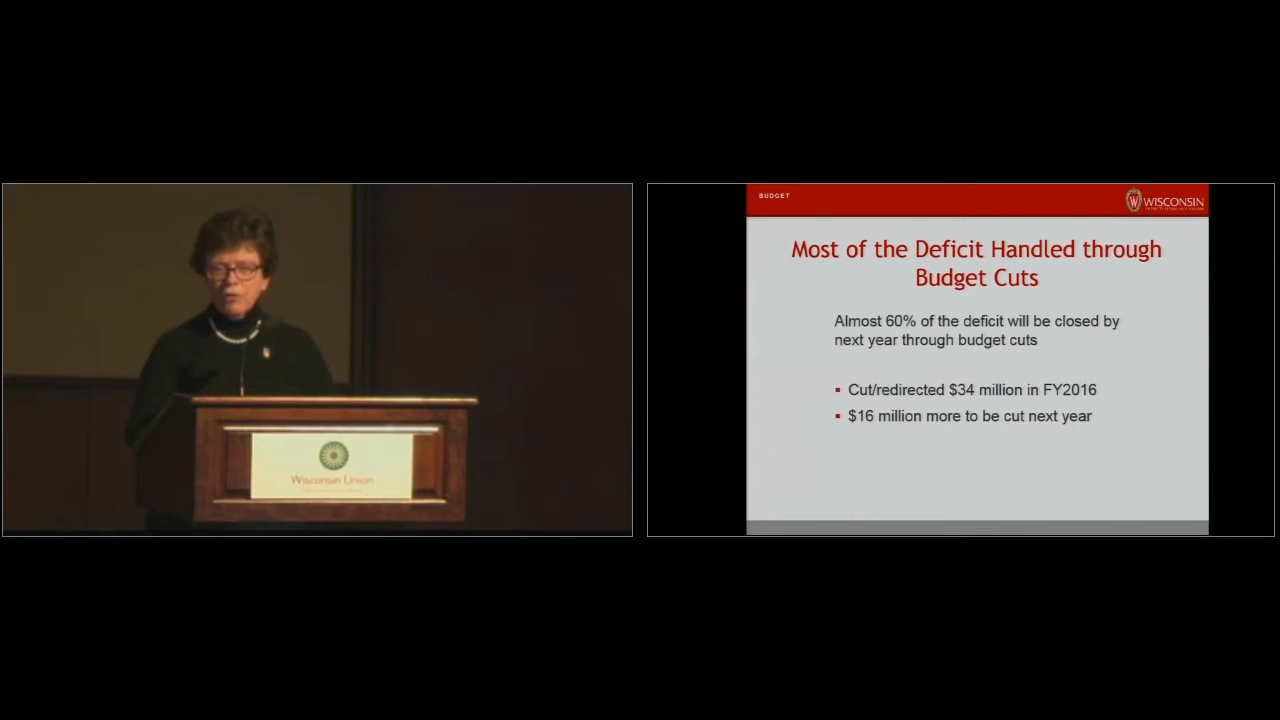 Wisconsin Union
BUDGET
WISCONSIN
Most of the Deficit Handled through
Budget Cuts
Almost 60% of the deficit will be closed by
next year through budget cuts
Cut/redirected $34 million in FY2016
$16 million more to be cut next year